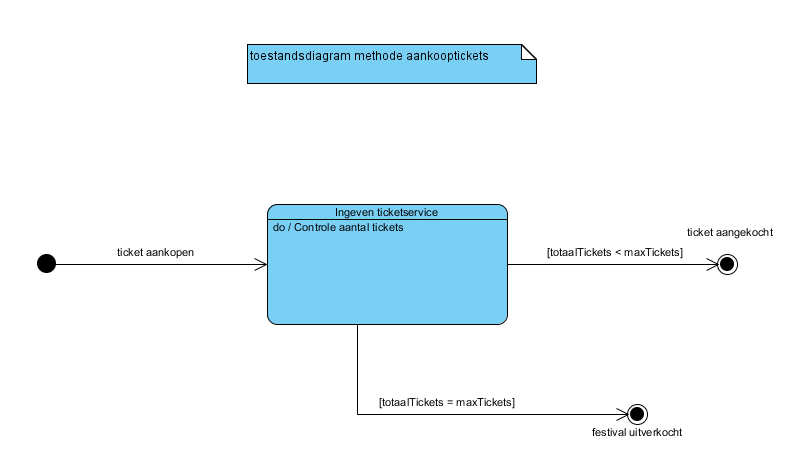 toestandsdiagram methode aankooptickets
Ingeven ticketservice
do / Controle aantal tickets
ticket aankopen
ticket aangekocht
[totaalTickets < maxTickets]
[totaalTickets = maxTickets]
festival uitverkocht